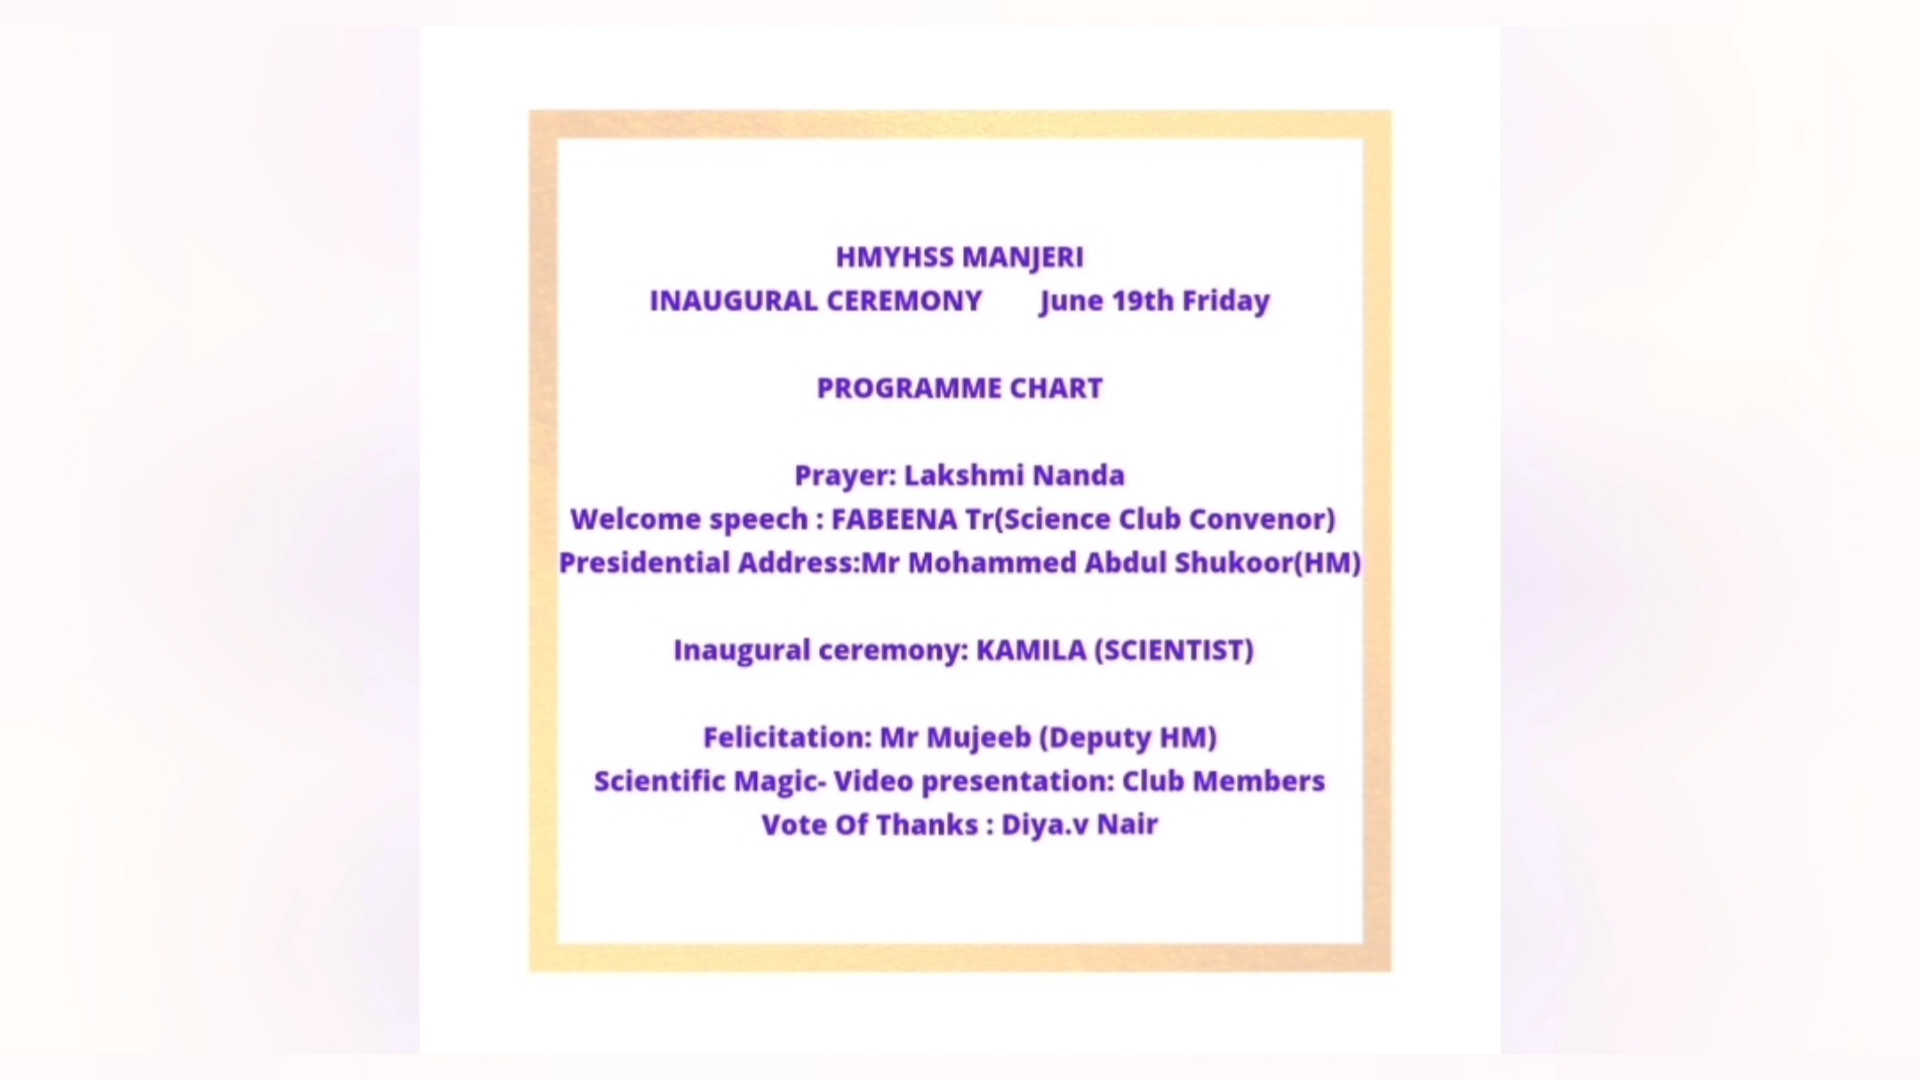 HMYHSS MANJERI
INAUGURAL CEREMONY June 19th Friday
PROGRAMME CHART
Prayer: Lakshmi Nanda
Welcome speech : FABEENA Tr(Science Club Convenor)
Presidential Address:Mr Mohammed Abdul Shukoor(HM)
Inaugural ceremony: KAMILA (SCIENTIST)
Felicitation: Mr Mujeeb (Deputy HM)
Scientific Magic- Video presentation: Club Members
Vote Of Thanks : Diya.v Nair